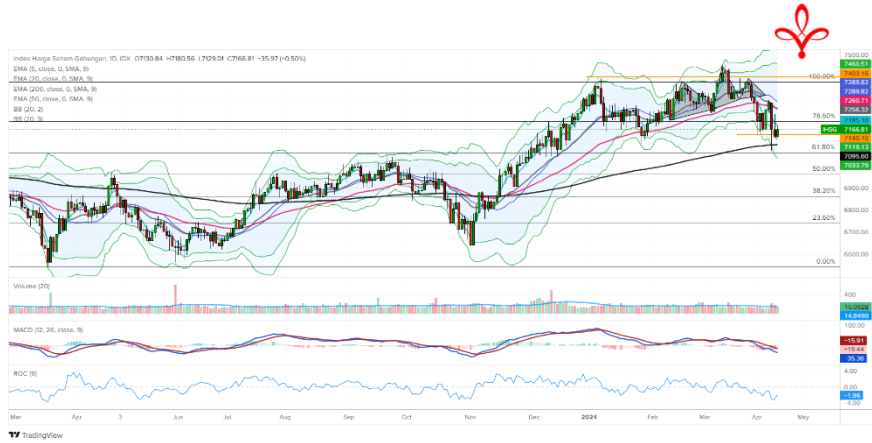 Index Harga Saham Gabungan, 1D, IDX O7130.84 H7180.56 L7129.01 C7166.81 +35.97 (+0.50%)
EMA (5, close, 0, SMA, 9)
EMA (20, close, 0, SMA, 9)
EMA (200, close, 0, SMA, 9)
EMA (50, close, 0, SMA, 9)
BB (20, 2)
BB (20, 3)
100.00%
78.60%
61.80%
50.00%
38.20%
23.60%
0.00%
7500.00
7460.51
7403.16
7289.82
7289.82
7260.71
7256.32
7185.10
IHSG 7166.81
7149.10
7119.13
7095.60
7033.79
6900.00
6800.00
6700.00
6600.00
Volume (20)
400
14.849B
MACD (12, 26, close, 9)
100.00
−15.91
−19.44
35.36
ROC (9)
4.00
0.00
−1.96
−4.00
Mar Apr 3 Jun Jul Aug Sep Oct Nov Dec 2024 Feb Mar Apr May
TradingView